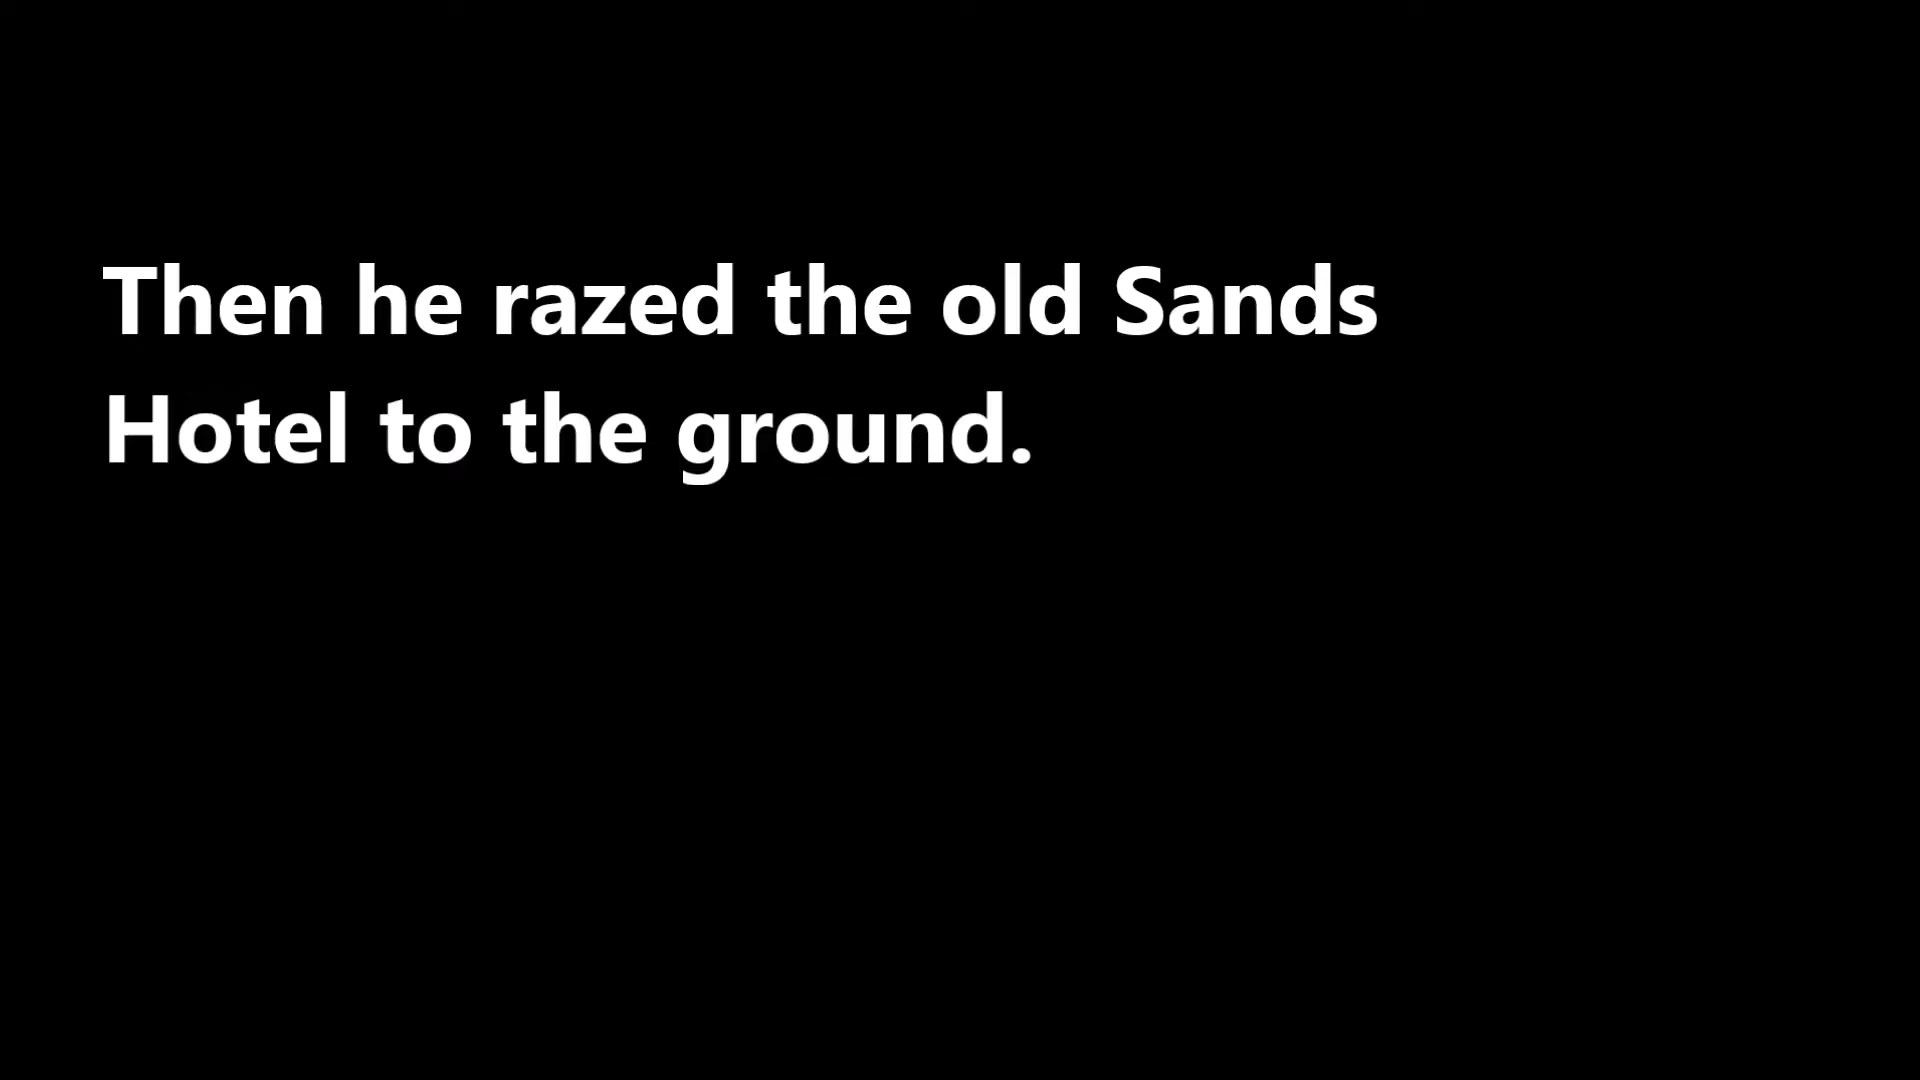 Then he razed the old Sands
Hotel to the ground.